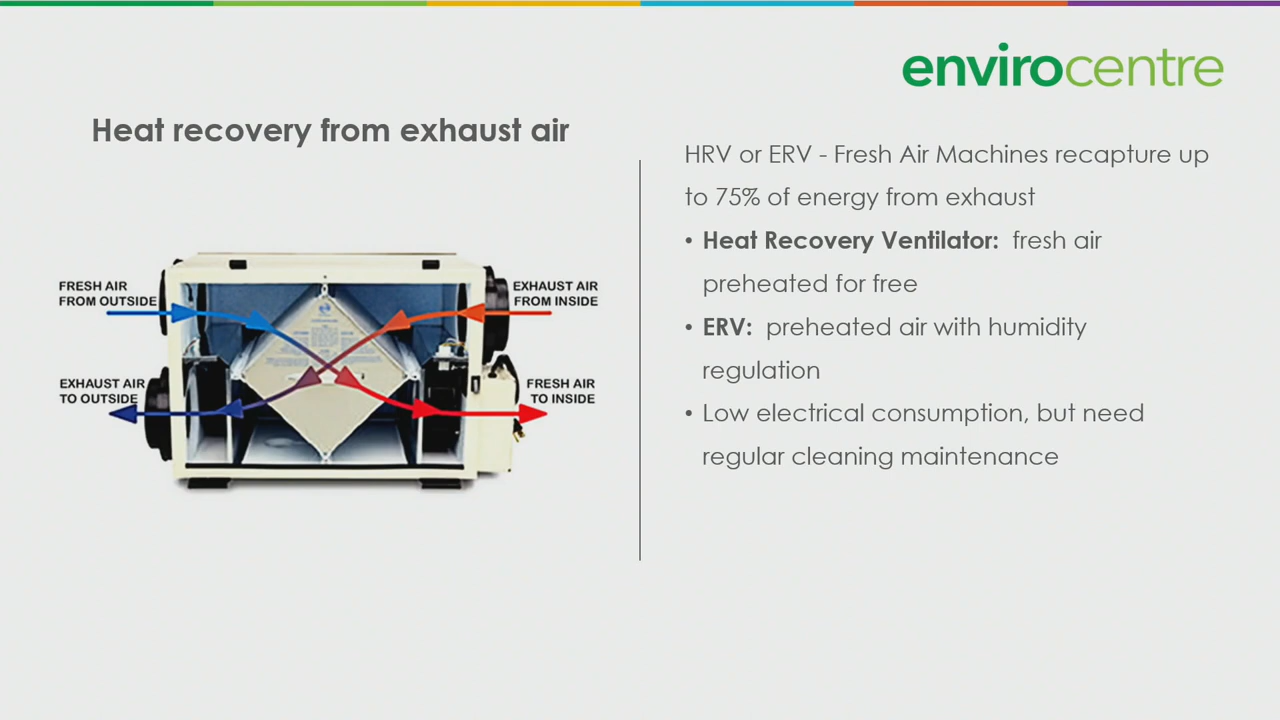 envirocentre
Heat recovery from exhaust air
FRESH AIR
FROM OUTSIDE
EXHAUST AIR
FROM INSIDE
EXHAUST AIR
TO OUTSIDE
FRESH AIR
TO INSIDE
HRV or ERV - Fresh Air Machines recapture up
to 75% of energy from exhaust
• Heat Recovery Ventilator: fresh air
preheated for free
• ERV: preheated air with humidity
regulation
• Low electrical consumption, but need
regular cleaning maintenance